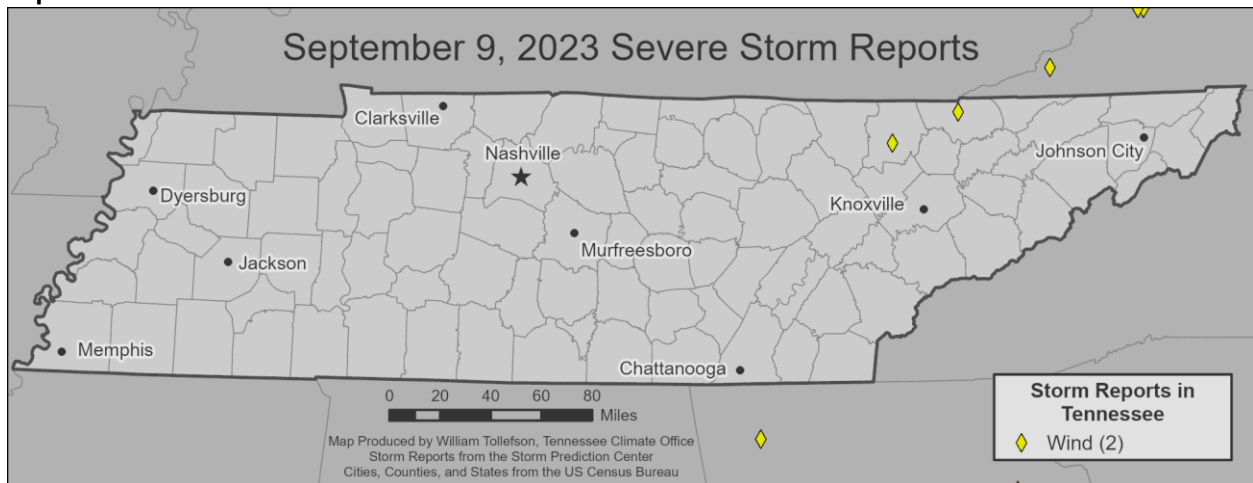 September 9, 2023 Severe Storm Reports
Clarksville
Nashville
Johnson City
Dyersburg
Knoxville
Murfreesboro
Jackson
Memphis
Chattanooga
0 20 40 60 80
Miles
Map Produced by William Tollefson, Tennessee Climate Office
Storm Reports from the Storm Prediction Center
Cities, Counties, and States from the US Census Bureau
Storm Reports in
Tennessee
Wind (2)